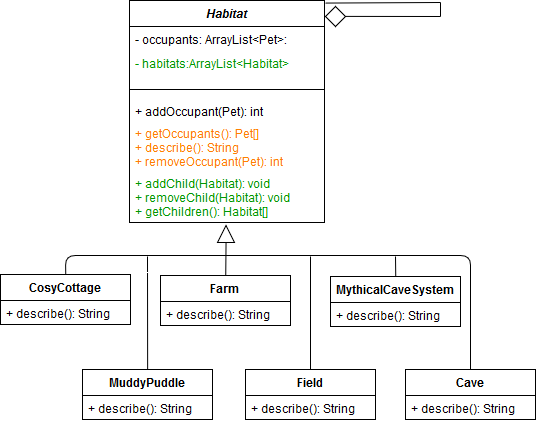 Habitat
- occupants: ArrayList<Pet>:
- habitats:ArrayList<Habitat>
+ addOccupant(Pet): int
+ getOccupants(): Pet[]
+ describe(): String
+ removeOccupant(Pet): int
+ addChild(Habitat): void
+ removeChild(Habitat): void
+ getChildren(): Habitat[]
CosyCottage
+ describe(): String
Farm
+ describe(): String
MythicalCaveSystem
+ describe(): String
MuddyPuddle
+ describe(): String
Field
+ describe(): String
Cave
+ describe(): String